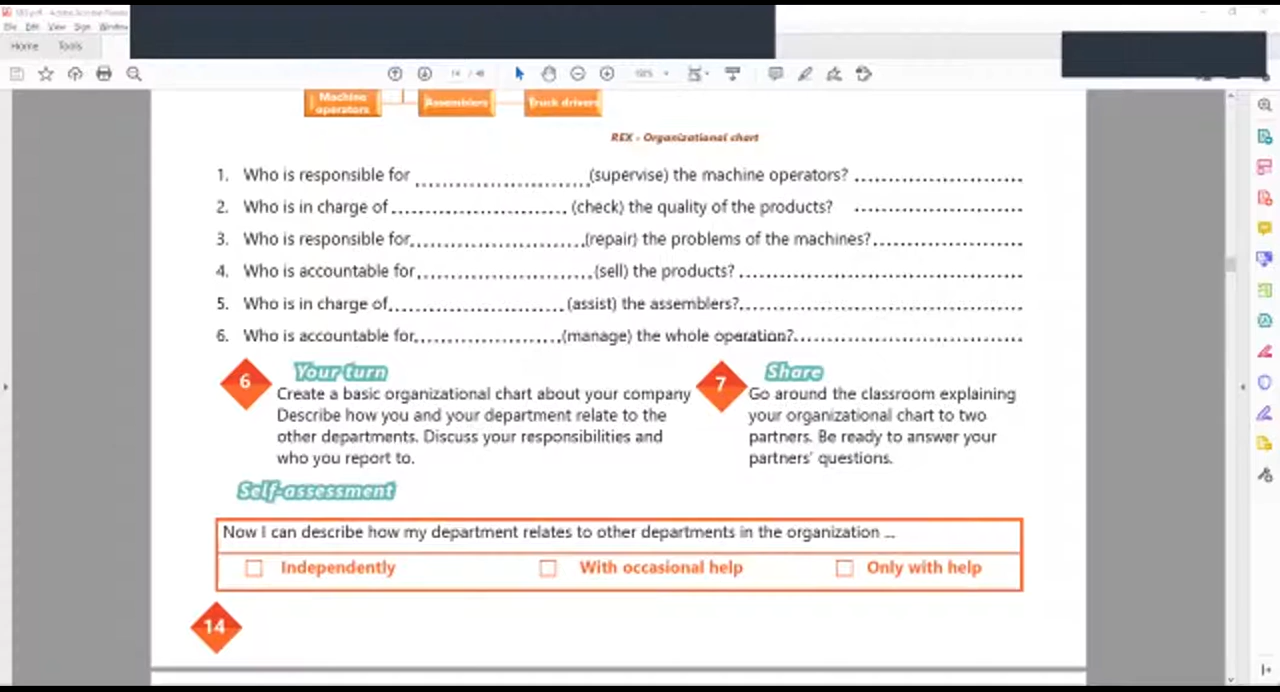 File Edit View Sign Window
Home Tools
14 / 48
Machine operators Assemblers Truck drivers
REX - Organizational chart
1. Who is responsible for ........................... (supervise) the machine operators? ...........................
2. Who is in charge of ........................... (check) the quality of the products? ...........................
3. Who is responsible for ........................... (repair) the problems of the machines? ...........................
4. Who is accountable for ........................... (sell) the products? ...........................
5. Who is in charge of ........................... (assist) the assemblers? ...........................
6. Who is accountable for ........................... (manage) the whole operation? ...........................
6 Your turn
Create a basic organizational chart about your company
Describe how you and your department relate to the
other departments. Discuss your responsibilities and
who you report to.
7 Share
Go around the classroom explaining
your organizational chart to two
partners. Be ready to answer your
partners' questions.
Self-assessment
Now I can describe how my department relates to other departments in the organization ...
Independently With occasional help Only with help
14